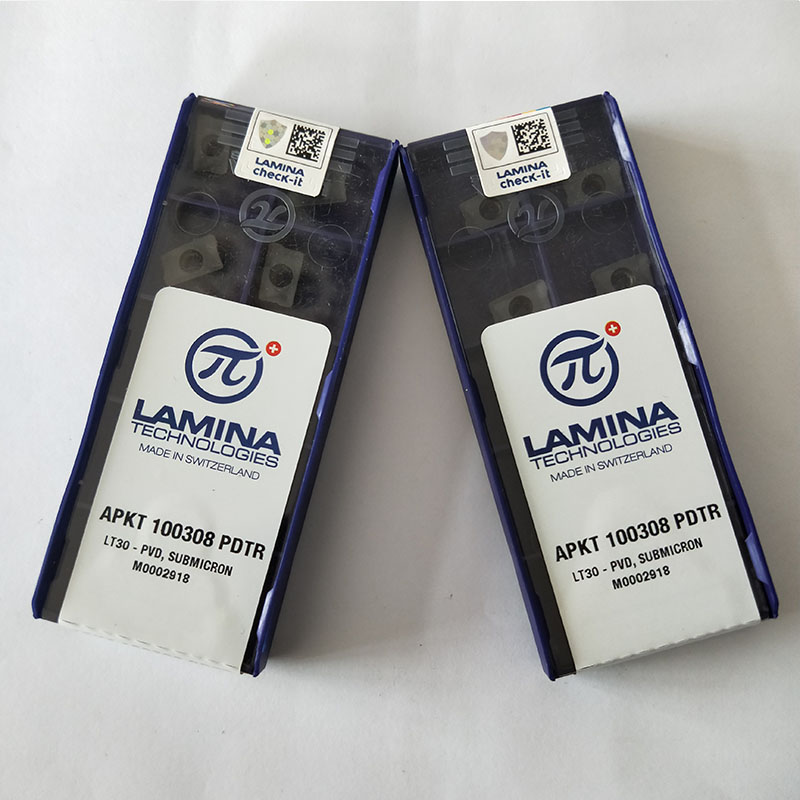 LAMINA
check-it
π
LAMINA
TECHNOLOGIES
MADE IN SWITZERLAND
APKT 100308 PDTR
LT30 - PVD, SUBMICRON
M0002918
LAMINA
check-it
π
LAMINA
TECHNOLOGIES
MADE IN SWITZERLAND
APKT 100308 PDTR
LT30 - PVD, SUBMICRON
M0002918